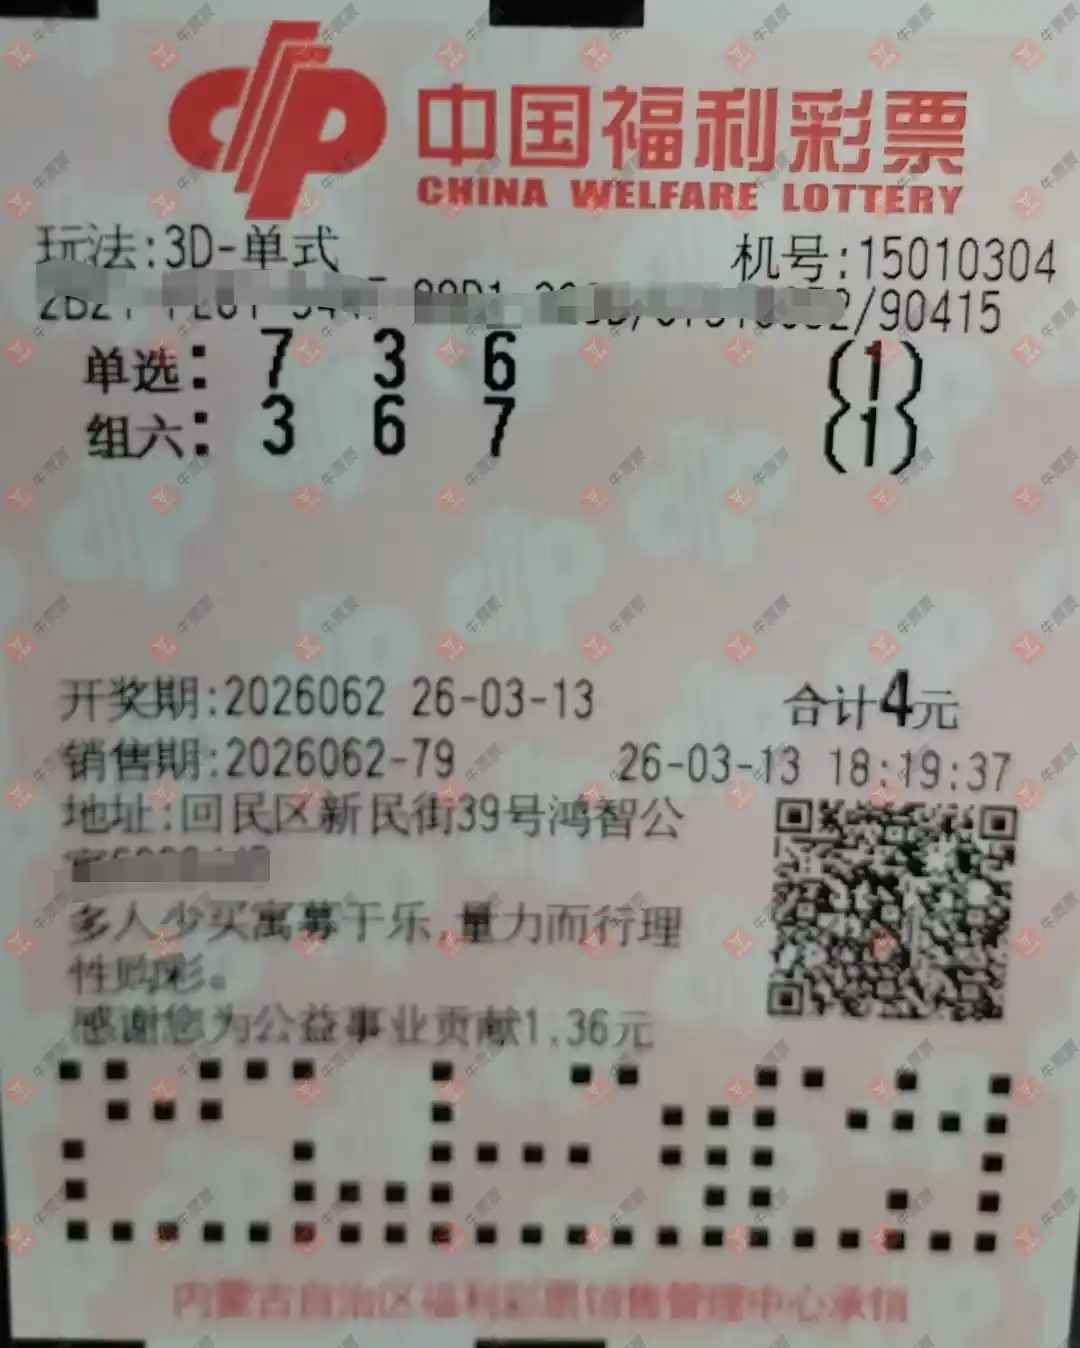 中国福利彩票
CHINA WELFARE LOTTERY
玩法:3D-单式
机号:15010304
/90415
单选: 7 3 6 (1)
组六: 3 6 7 (1)
开奖期:2026062 26-03-13 合计4元
销售期:2026062-79 26-03-13 18:19:37
地址:回民区新民街39号鸿智公
多人少买寓募于乐,量力而行理
性购彩。
感谢您为公益事业贡献1.36元
内蒙古自治区福利彩票销售管理中心承销
牛票票